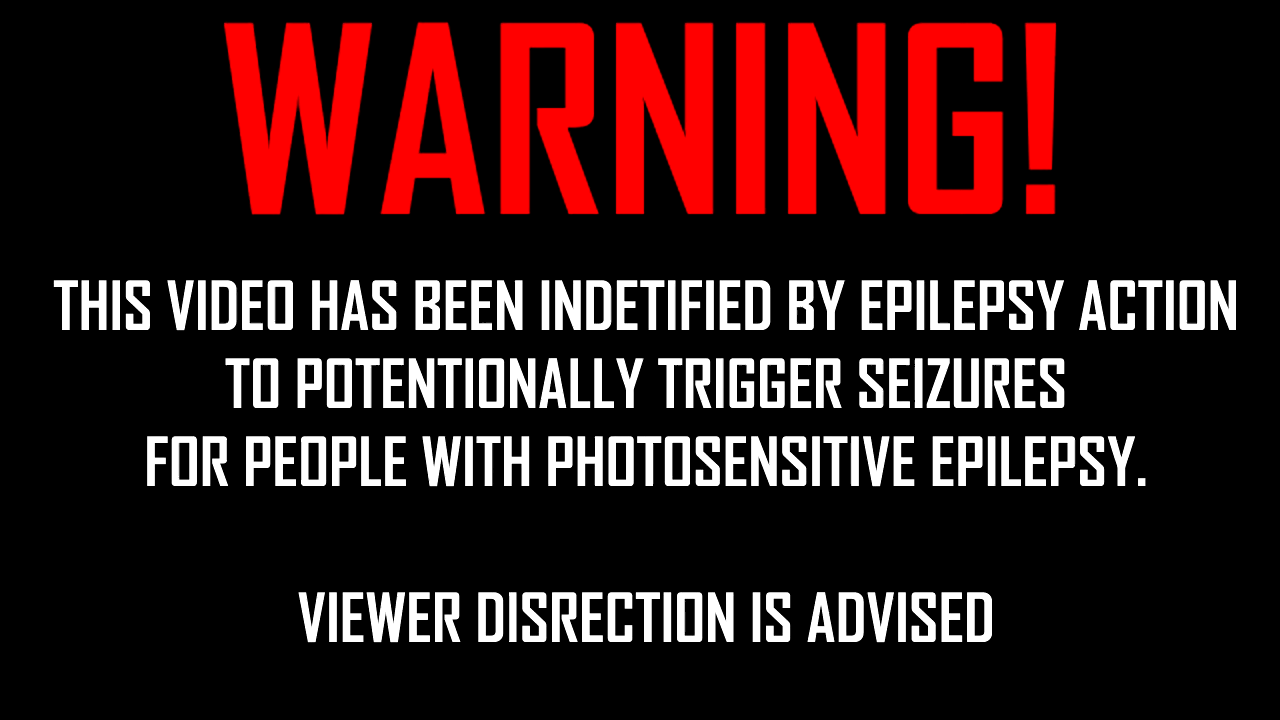 WARNING!
THIS VIDEO HAS BEEN INDETIFIED BY EPILEPSY ACTION
TO POTENTIONALLY TRIGGER SEIZURES
FOR PEOPLE WITH PHOTOSENSITIVE EPILEPSY.
VIEWER DISRECTION IS ADVISED